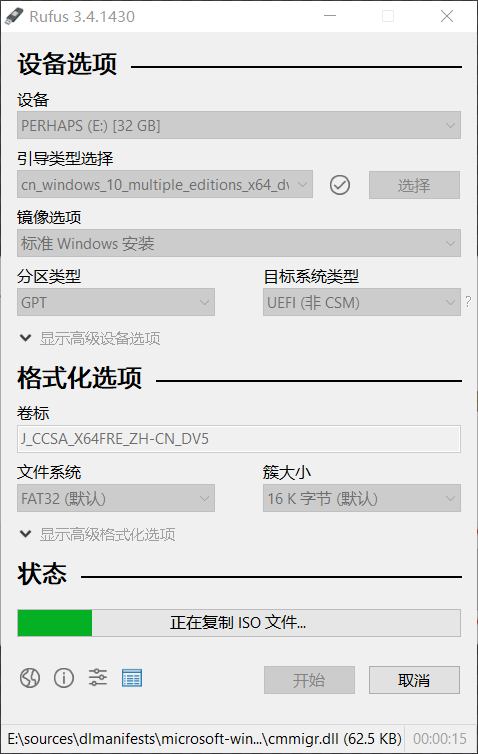 Rufus 3.4.1430
设备选项
设备
PERHAPS (E:) [32 GB]
引导类型选择
cn_windows_10_multiple_editions_x64_dv
选择
镜像选项
标准 Windows 安装
分区类型
目标系统类型
GPT
UEFI (非 CSM)
?
显示高级设备选项
格式化选项
卷标
J_CCSA_X64FRE_ZH-CN_DV5
文件系统
簇大小
FAT32 (默认)
16 K 字节 (默认)
显示高级格式化选项
状态
正在复制 ISO 文件...
开始
取消
E:\sources\dlmanifests\microsoft-win...\cmmigr.dll (62.5 KB)
00:00:15